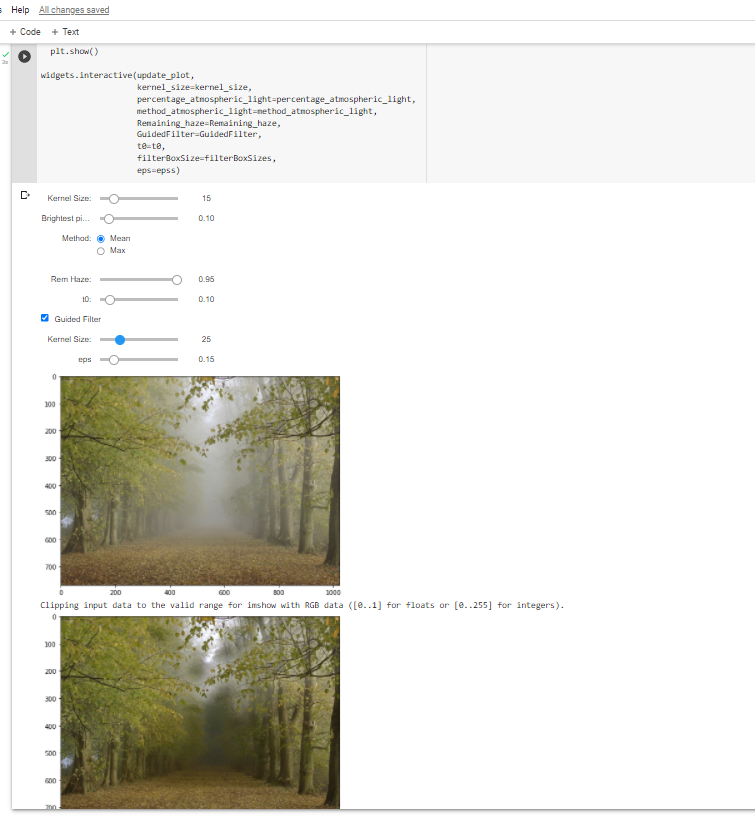 Help All changes saved
+ Code + Text
plt.show()
widgets.interactive(update_plot,
kernel_size=kernel_size,
percentage_atmospheric_light=percentage_atmospheric_light,
method_atmospheric_light=method_atmospheric_light,
Remaining_haze=Remaining_haze,
GuidedFilter=GuidedFilter,
t0=t0,
filterBoxSize=filterBoxSizes,
eps=epss)
Kernel Size: 15
Brightest pi... 0.10
Method: Mean
Max
Rem Haze: 0.95
t0: 0.10
Guided Filter
Kernel Size: 25
eps 0.15
0
100
200
300
400
500
600
700
0 200 400 600 800 1000
Clipping input data to the valid range for imshow with RGB data ([0..1] for floats or [0..255] for integers).
0
100
200
300
400
500
600
700